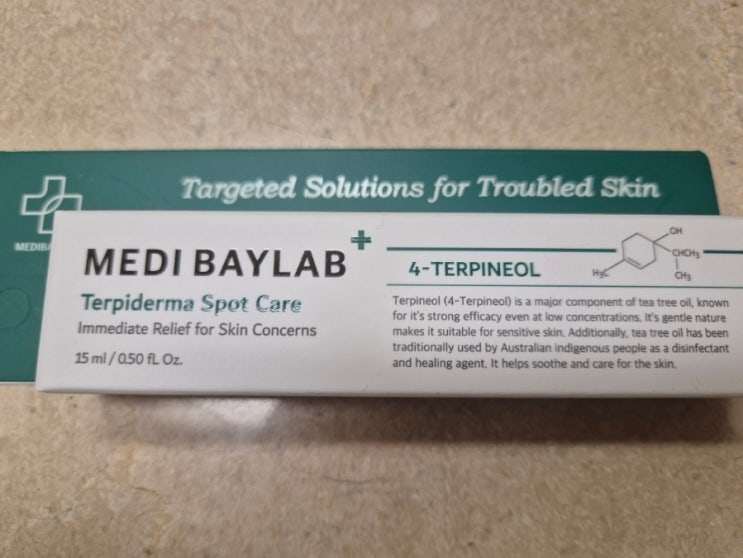 Targeted Solutions for Troubled Skin
MEDI BAYLAB
Terpiderma Spot Care
Immediate Relief for Skin Concerns
15 ml / 0.50 fL Oz.
4-TERPINEOL
OH
CHCH₃
CH₃
H₃C
Terpineol (4-Terpineol) is a major component of tea tree oil, known
for it's strong efficacy even at low concentrations. It's gentle nature
makes it suitable for sensitive skin. Additionally, tea tree oil has been
traditionally used by Australian indigenous people as a disinfectant
and healing agent. It helps soothe and care for the skin.